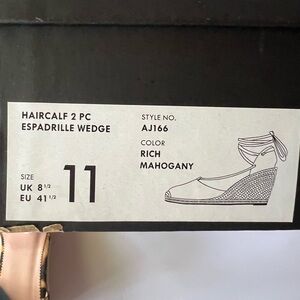 HAIRCALF 2 PC
ESPADRILLE WEDGE
SIZE
UK 8 1/2
EU 41 1/2
11
STYLE NO.
AJ166
COLOR
RICH
MAHOGANY